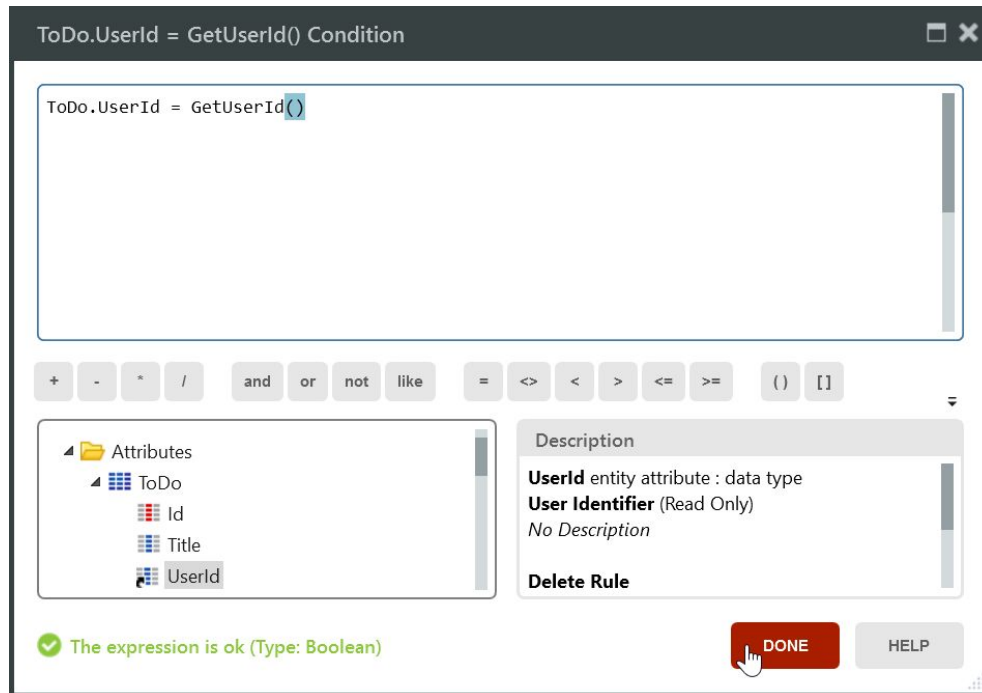 ToDo.UserId = GetUserId() Condition
ToDo.UserId = GetUserId()
+ - * / and or not like = <> < > <= >= () []
Attributes
ToDo
Id
Title
UserId
Description
UserId entity attribute : data type
User Identifier (Read Only)
No Description
Delete Rule
The expression is ok (Type: Boolean)
DONE HELP